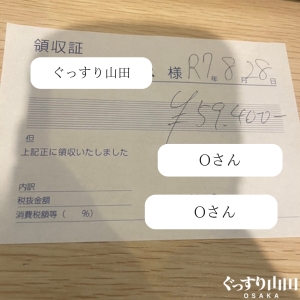 領収証
ぐっすり山田 様 R7年8月28日
¥59.400-
但
上記正に領収いたしました
Oさん
内訳
税抜金額
消費税額等( %)
Oさん
ぐっすり山田
OSAKA